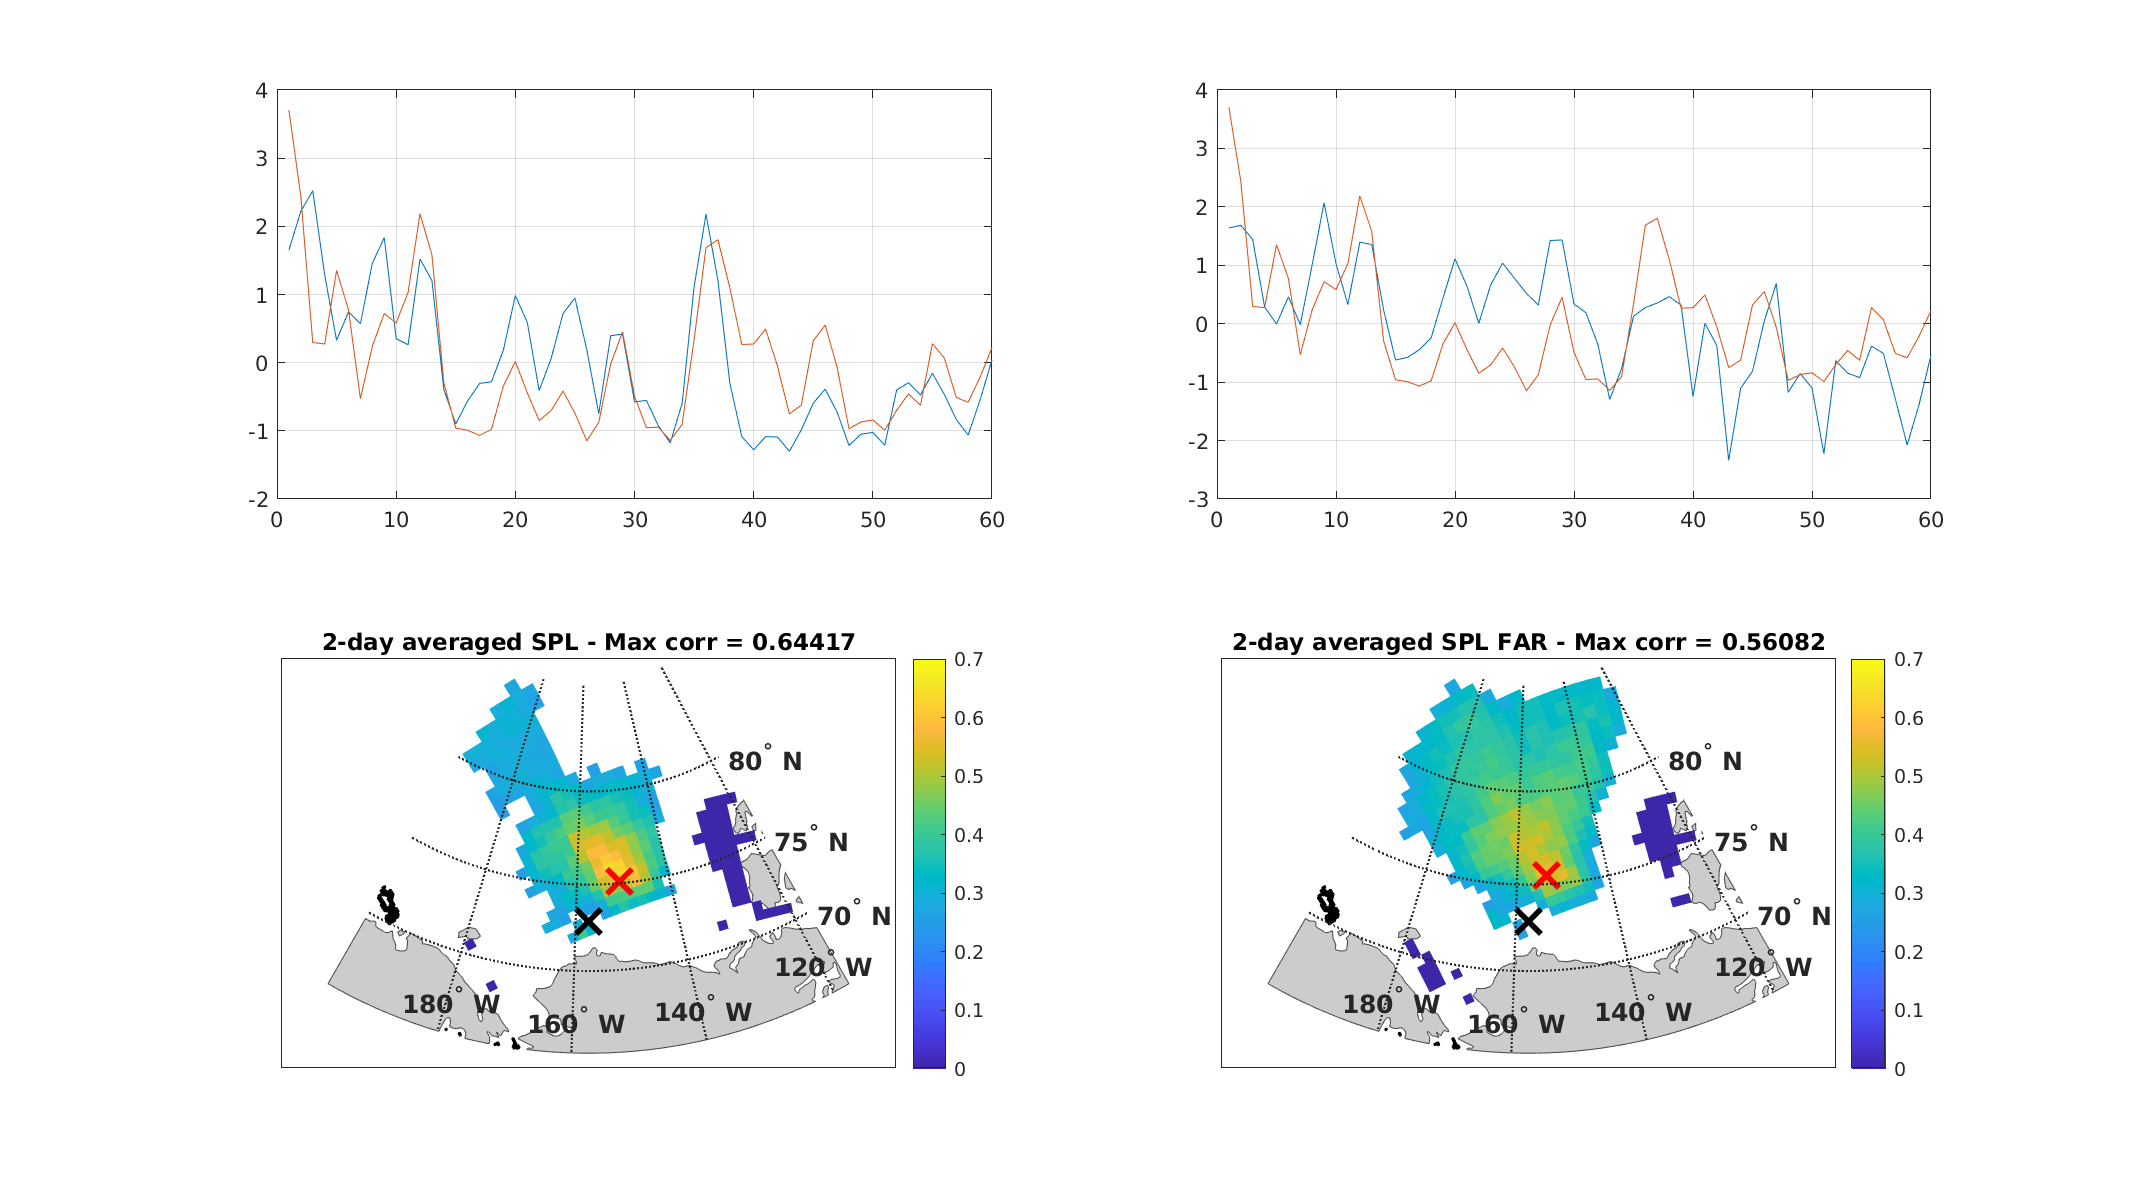 4
3
2
1
0
-1
-2
0 10 20 30 40 50 60
4
3
2
1
0
-1
-2
-3
0 10 20 30 40 50 60
2-day averaged SPL - Max corr = 0.64417
80° N
75° N
70° N
120° W
180° W
160° W
140° W
0.7
0.6
0.5
0.4
0.3
0.2
0.1
0
2-day averaged SPL FAR - Max corr = 0.56082
80° N
75° N
70° N
120° W
180° W
160° W
140° W
0.7
0.6
0.5
0.4
0.3
0.2
0.1
0